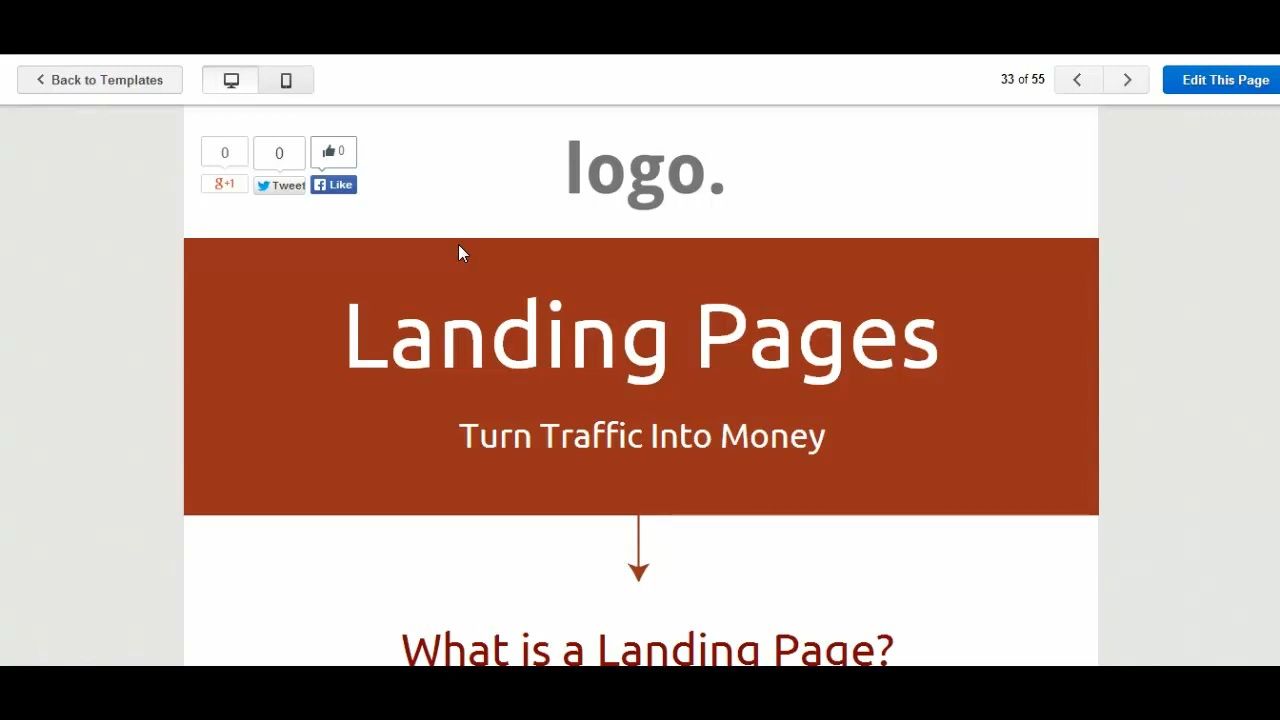 Back to Templates
33 of 55
Edit This Page
0
0
0
g+1
Tweet
Like
logo.
Landing Pages
Turn Traffic Into Money
What is a Landing Page?